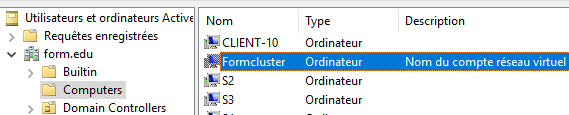 Utilisateurs et ordinateurs Active
Requêtes enregistrées
form.edu
Builtin
Computers
Domain Controllers
Nom Type Description
CLIENT-10 Ordinateur
Formcluster Ordinateur Nom du compte réseau virtuel
S2 Ordinateur
S3 Ordinateur